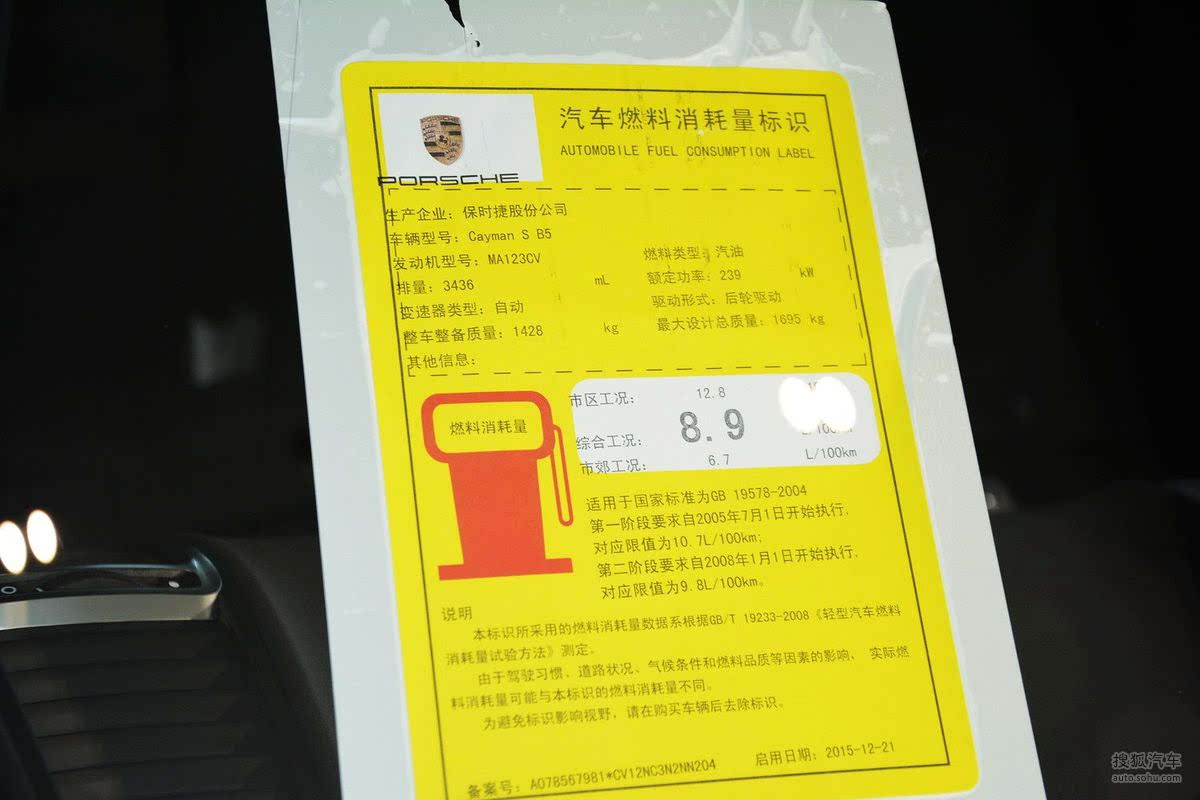 汽车燃料消耗量标识
AUTOMOBILE FUEL CONSUMPTION LABEL
PORSCHE
生产企业：保时捷股份公司
车辆型号：Cayman S B5
发动机型号：MA123CV
燃料类型：汽油
排量：3436 mL
额定功率：239 kW
变速器类型：自动
驱动形式：后轮驱动
整车整备质量：1428 kg
最大设计总质量：1695 kg
其他信息：
燃料消耗量
市区工况： 12.8
综合工况： 8.9
市郊工况： 6.7 L/100km
适用于国家标准为GB 19578-2004
第一阶段要求自2005年7月1日开始执行，
对应限值为10.7L/100km；
第二阶段要求自2008年1月1日开始执行，
对应限值为9.8L/100km。
说明
本标识所采用的燃料消耗量数据系根据GB/T 19233-2008《轻型汽车燃料
消耗量试验方法》测定。
由于驾驶习惯、道路状况、气候条件和燃料品质等因素的影响， 实际燃
料消耗量可能与本标识的燃料消耗量不同。
为避免标识影响视野，请在购买车辆后去除标识。
备案号：A078567981*CV12NC3N2NN204
启用日期：2015-12-21
搜狐汽车
auto.sohu.com